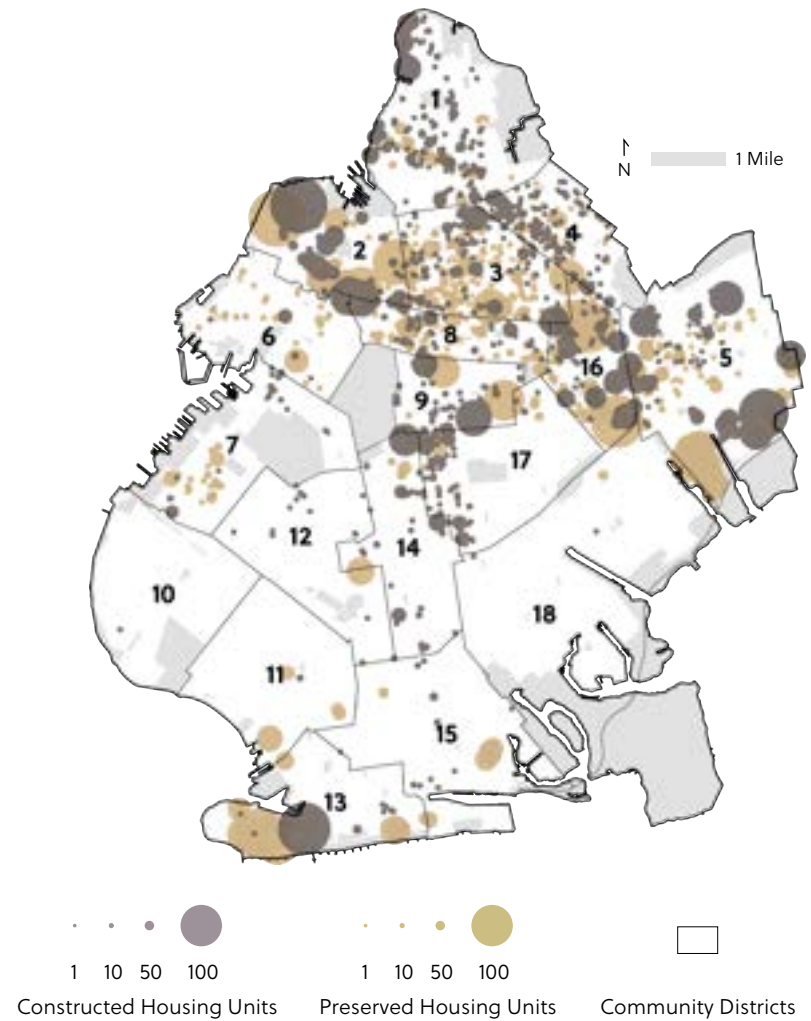 1
N
1 Mile
4
2
3
6
8
5
16
9
7
17
12
14
10
18
11
15
13
1 10 50 100
1 10 50 100
Constructed Housing Units
Preserved Housing Units
Community Districts